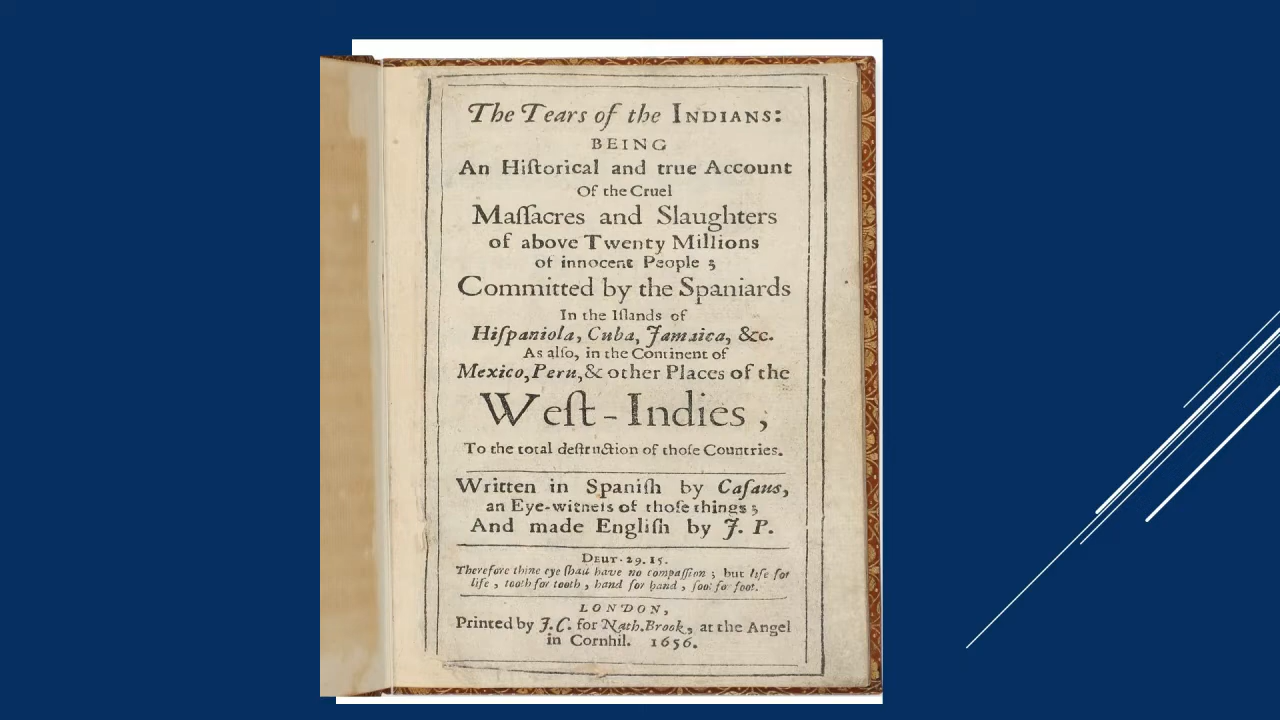 The Tears of the INDIANS:
BEING
An Hiſtorical and true Account
Of the Cruel
Maſſacres and Slaughters
of above Twenty Millions
of innocent People ;
Committed by the Spaniards
In the Iſlands of
Hiſpaniola, Cuba, Jamaica, &c.
As alſo, in the Continent of
Mexico, Peru, & other Places of the
Weſt-Indies,
To the total deſtruction of thoſe Countries.
Written in Spaniſh by Caſaus,
an Eye-witneſs of thoſe things ;
And made Engliſh by J. P.
DEUT. 29.15.
Therefore thine eye ſhall have no compaſſion ; but life for
life, tooth for tooth, hand for hand, foot for foot.
LONDON,
Printed by J.C. for Nath. Brook, at the Angel
in Cornhil. 1656.